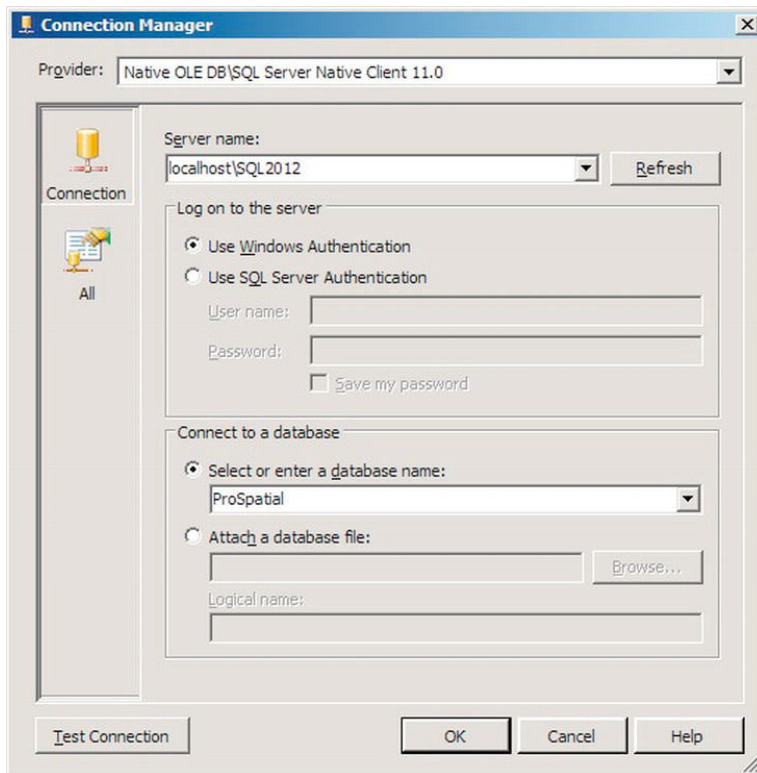 Connection Manager
Provider: Native OLE DB\SQL Server Native Client 11.0
Connection
All
Server name:
localhost\SQL2012 Refresh
Log on to the server
Use Windows Authentication
Use SQL Server Authentication
User name:
Password:
Save my password
Connect to a database
Select or enter a database name:
ProSpatial
Attach a database file:
Browse...
Logical name:
Test Connection OK Cancel Help